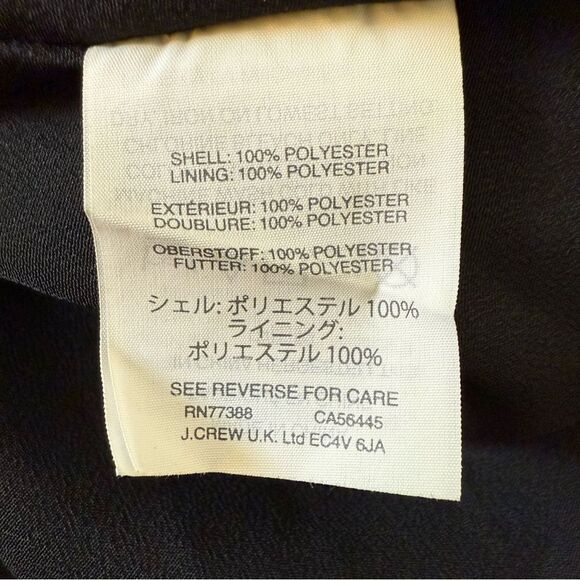 SHELL: 100% POLYESTER
LINING: 100% POLYESTER
EXTÉRIEUR: 100% POLYESTER
DOUBLURE: 100% POLYESTER
OBERSTOFF: 100% POLYESTER
FUTTER: 100% POLYESTER
シェル: ポリエステル 100%
ライニング:
ポリエステル 100%
SEE REVERSE FOR CARE
RN77388 CA56445
J.CREW U.K. Ltd EC4V 6JA